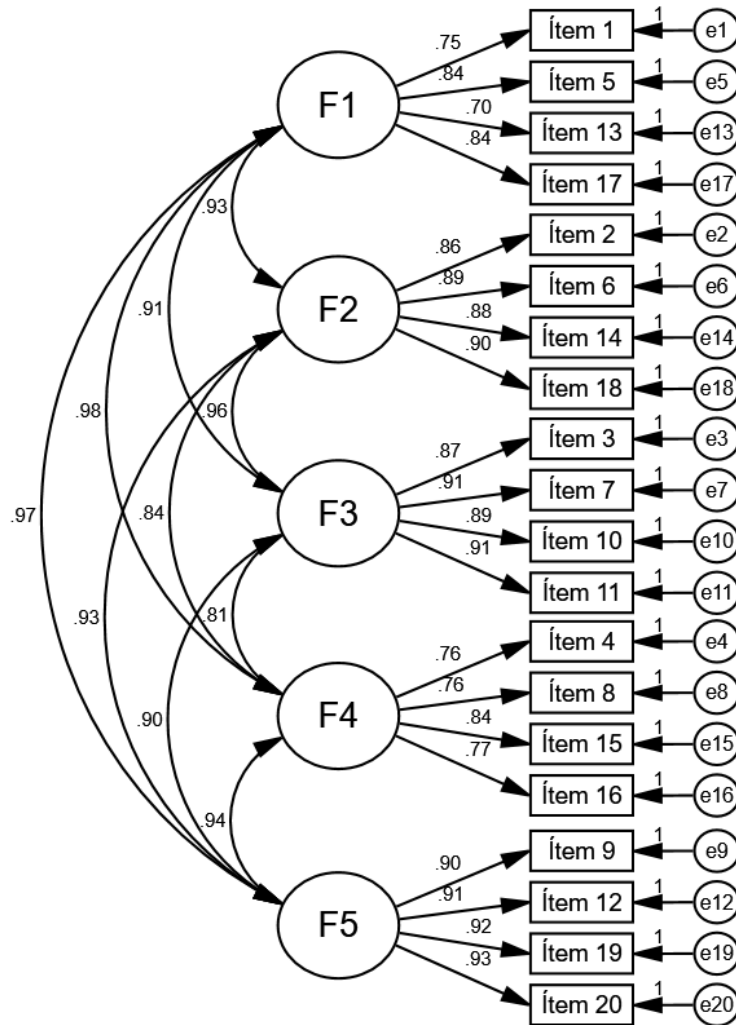 .75 Ítem 1 1 e1
.84 Ítem 5 1 e5
F1
.70 Ítem 13 1 e13
.84 Ítem 17 1 e17
.93
.86 Ítem 2 1 e2
.89 Ítem 6 1 e6
.91
F2
.88 Ítem 14 1 e14
.90 Ítem 18 1 e18
.98
.96
.87 Ítem 3 1 e3
.91 Ítem 7 1 e7
.97
.84
F3
.89 Ítem 10 1 e10
.91 Ítem 11 1 e11
.93
.81
.76 Ítem 4 1 e4
.76 Ítem 8 1 e8
.90
F4
.84 Ítem 15 1 e15
.77 Ítem 16 1 e16
.94
.90 Ítem 9 1 e9
.91 Ítem 12 1 e12
F5
.92 Ítem 19 1 e19
.93 Ítem 20 1 e20